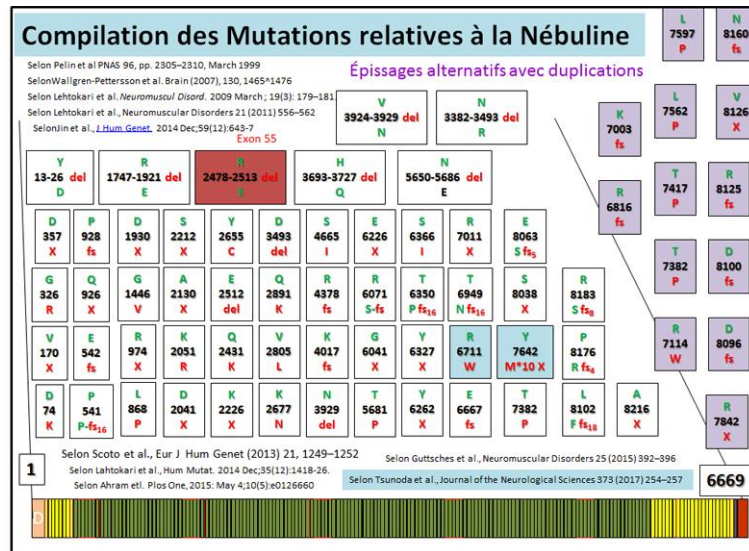 Compilation des Mutations relatives à la Nébuline
Selon Pelin et al PNAS 96, pp. 2305–2310, March 1999
SelonWallgren-Pettersson et al. Brain (2007), 130, 1465^1476
Selon Lehtokari et al. Neuromuscul Disord. 2009 March ; 19(3): 179–181.
Selon Lehtokari et al., Neuromuscular Disorders 21 (2011) 556–562
SelonJin et al., J Hum Genet. 2014 Dec;59(12):643-7
Épissages alternatifs avec duplications
Exon 55
V N
3924-3929 del 3382-3493 del
N R
Y R R H N
13-26 del 1747-1921 del 2478-2513 del 3693-3727 del 5650-5686 del
D E E Q E
D P D S Y D S E S R E
357 928 1930 2212 2655 3493 4665 6226 6366 7011 8063
X fs X X C del I X I X S fs5
G Q G A E Q R R T T S R
326 926 1446 2130 2512 2891 4378 6071 6350 6949 8038 8183
R X V X del K fs S-fs P fs16 N fs16 X S fs8
V E R K Q V K G Y R Y P
170 542 974 2051 2431 2805 4017 6041 6327 6711 7642 8176
X fs X R K L fs X X W M*10 X R fs4
D P L D K K N T Y E T L A
74 541 868 2041 2226 2677 3929 5681 6262 6667 7382 8102 8216
K P-fs16 P X X N del P X fs P F fs18 X
L N
7597 8160
P fs
L V
7562 8126
P X
K
7003
fs
T R
7417 8125
P fs
R
6816
fs
T D
7382 8100
P fs
R D
7114 8096
W fs
R
7842
X
Selon Scoto et al., Eur J Hum Genet (2013) 21, 1249–1252
Selon Lahtokari et al., Hum Mutat. 2014 Dec;35(12):1418-26.
Selon Ahram etl. Plos One, 2015: May 4;10(5):e0126660
Selon Guttsches et al., Neuromuscular Disorders 25 (2015) 392–396
Selon Tsunoda et al., Journal of the Neurological Sciences 373 (2017) 254–257
1
6669
D